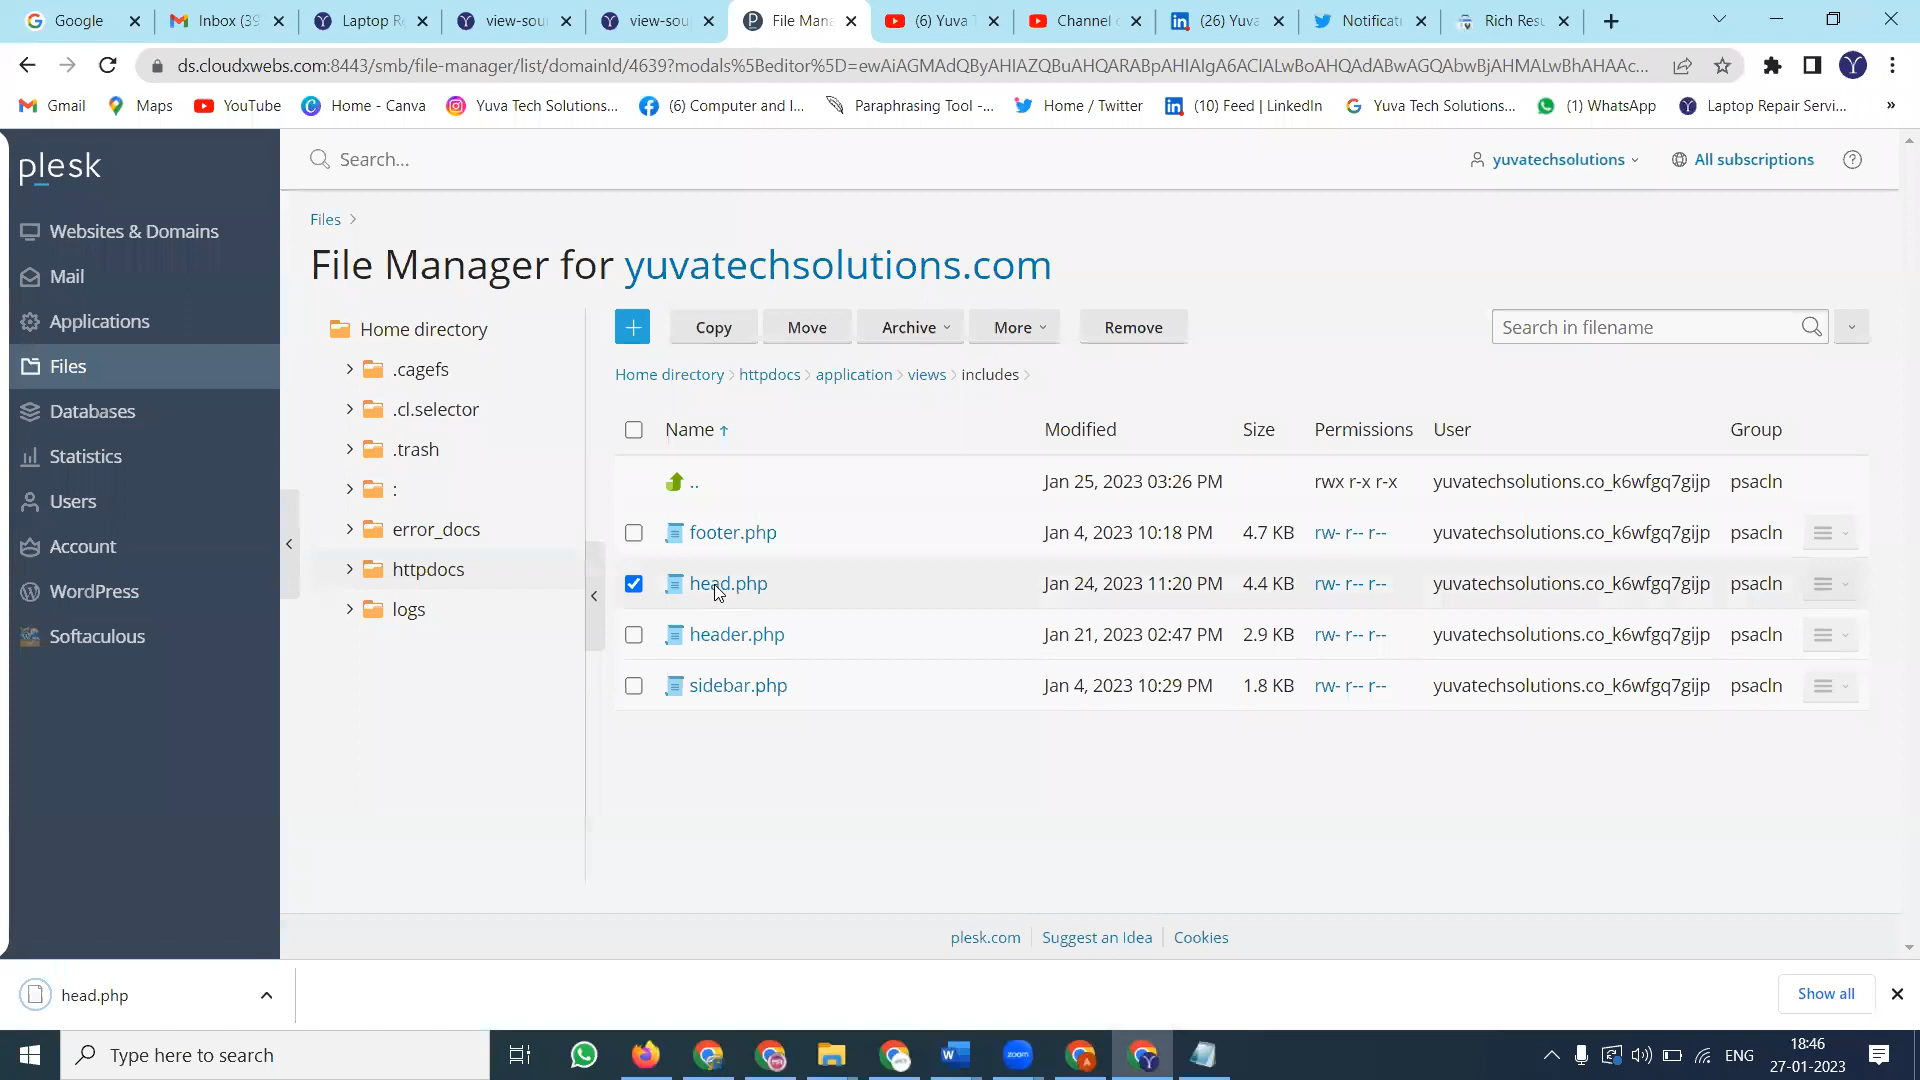 Google
Inbox (39
Laptop Re
view-sou
view-sou
File Mana
(6) Yuva T
Channel c
(26) Yuva
Notificati
Rich Resu
ds.cloudxwebs.com:8443/smb/file-manager/list/domainId/4639?modals%5Beditor%5D=ewAiAGMAdQByAHIAZQBuAHQARABpAHIAIgA6ACIALwBoAHQAdABwAGQAbwBjAHMALwBhAHAAc...
Gmail
Maps
YouTube
Home - Canva
Yuva Tech Solutions...
(6) Computer and I...
Paraphrasing Tool -...
Home / Twitter
(10) Feed | LinkedIn
Yuva Tech Solutions...
(1) WhatsApp
Laptop Repair Servi...
»
plesk
Search...
yuvatechsolutions
All subscriptions
Websites & Domains
Mail
Applications
Files
Databases
Statistics
Users
Account
WordPress
Softaculous
Files >
File Manager for yuvatechsolutions.com
Home directory
.cagefs
.cl.selector
.trash
:
error_docs
httpdocs
logs
Copy
Move
Archive
More
Remove
Search in filename
Home directory > httpdocs > application > views > includes >
Name ↑ Modified Size Permissions User Group
.. Jan 25, 2023 03:26 PM rwx r-x r-x yuvatechsolutions.co_k6wfgq7gijp psacln
footer.php Jan 4, 2023 10:18 PM 4.7 KB rw- r-- r-- yuvatechsolutions.co_k6wfgq7gijp psacln
head.php Jan 24, 2023 11:20 PM 4.4 KB rw- r-- r-- yuvatechsolutions.co_k6wfgq7gijp psacln
header.php Jan 21, 2023 02:47 PM 2.9 KB rw- r-- r-- yuvatechsolutions.co_k6wfgq7gijp psacln
sidebar.php Jan 4, 2023 10:29 PM 1.8 KB rw- r-- r-- yuvatechsolutions.co_k6wfgq7gijp psacln
plesk.com
Suggest an Idea
Cookies
head.php
Show all
Type here to search
zoom
ENG
18:46
27-01-2023